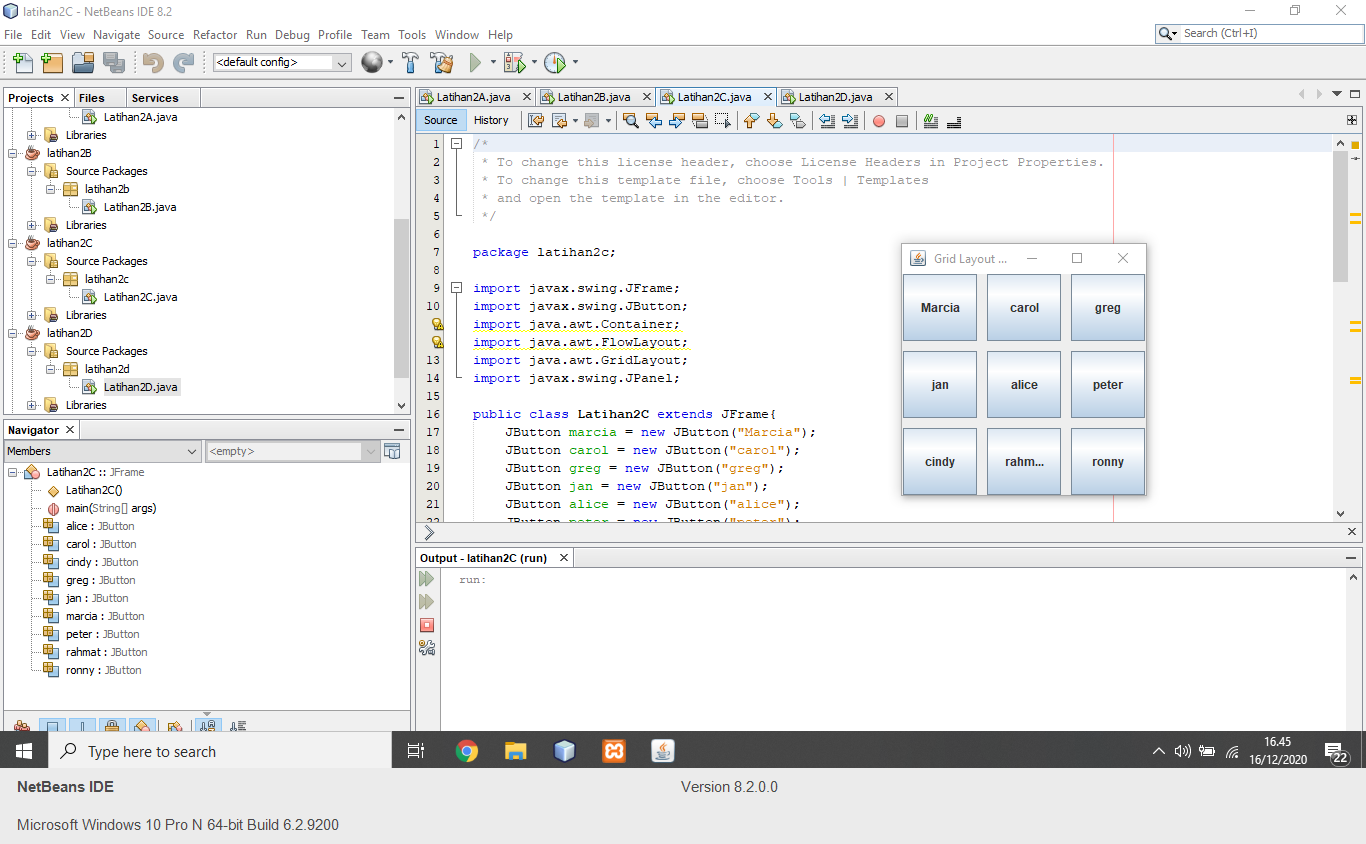 latihan2C - NetBeans IDE 8.2
File Edit View Navigate Source Refactor Run Debug Profile Team Tools Window Help
Search (Ctrl+I)
<default config>
Projects Files Services
Latihan2A.java
Libraries
latihan2B
Source Packages
latihan2b
Latihan2B.java
Libraries
latihan2C
Source Packages
latihan2c
Latihan2C.java
Libraries
latihan2D
Source Packages
latihan2d
Latihan2D.java
Libraries
Navigator
Members
<empty>
Latihan2C :: JFrame
Latihan2C()
main(String[] args)
alice : JButton
carol : JButton
cindy : JButton
greg : JButton
jan : JButton
marcia : JButton
peter : JButton
rahmat : JButton
ronny : JButton
Latihan2A.java Latihan2B.java Latihan2C.java Latihan2D.java
Source History
1 /*
2 * To change this license header, choose License Headers in Project Properties.
3 * To change this template file, choose Tools | Templates
4 * and open the template in the editor.
5 */
6
7 package latihan2c;
8
9 import javax.swing.JFrame;
10 import javax.swing.JButton;
import java.awt.Container;
import java.awt.FlowLayout;
13 import java.awt.GridLayout;
14 import javax.swing.JPanel;
15
16 public class Latihan2C extends JFrame{
17 JButton marcia = new JButton("Marcia");
18 JButton carol = new JButton("carol");
19 JButton greg = new JButton("greg");
20 JButton jan = new JButton("jan");
21 JButton alice = new JButton("alice");
22 JButton peter = new JButton("peter");
Grid Layout ...
Marcia carol greg
jan alice peter
cindy rahm... ronny
Output - latihan2C (run)
run:
Type here to search
16.45
16/12/2020
22
NetBeans IDE Version 8.2.0.0
Microsoft Windows 10 Pro N 64-bit Build 6.2.9200